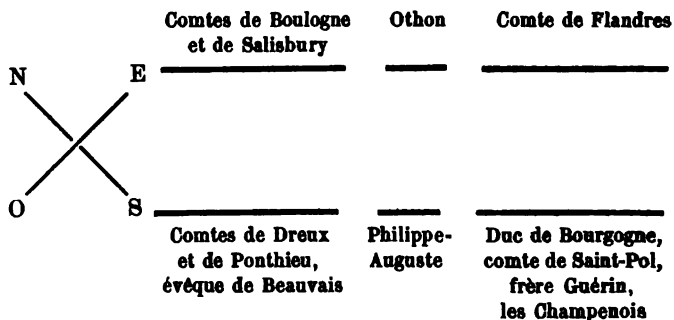 Comtes de Boulogne
et de Salisbury
Othon
Comte de Flandres
N
E
O
S
Comtes de Dreux
et de Ponthieu,
évêque de Beauvais
Philippe-
Auguste
Duc de Bourgogne,
comte de Saint-Pol,
frère Guérin,
les Champenois